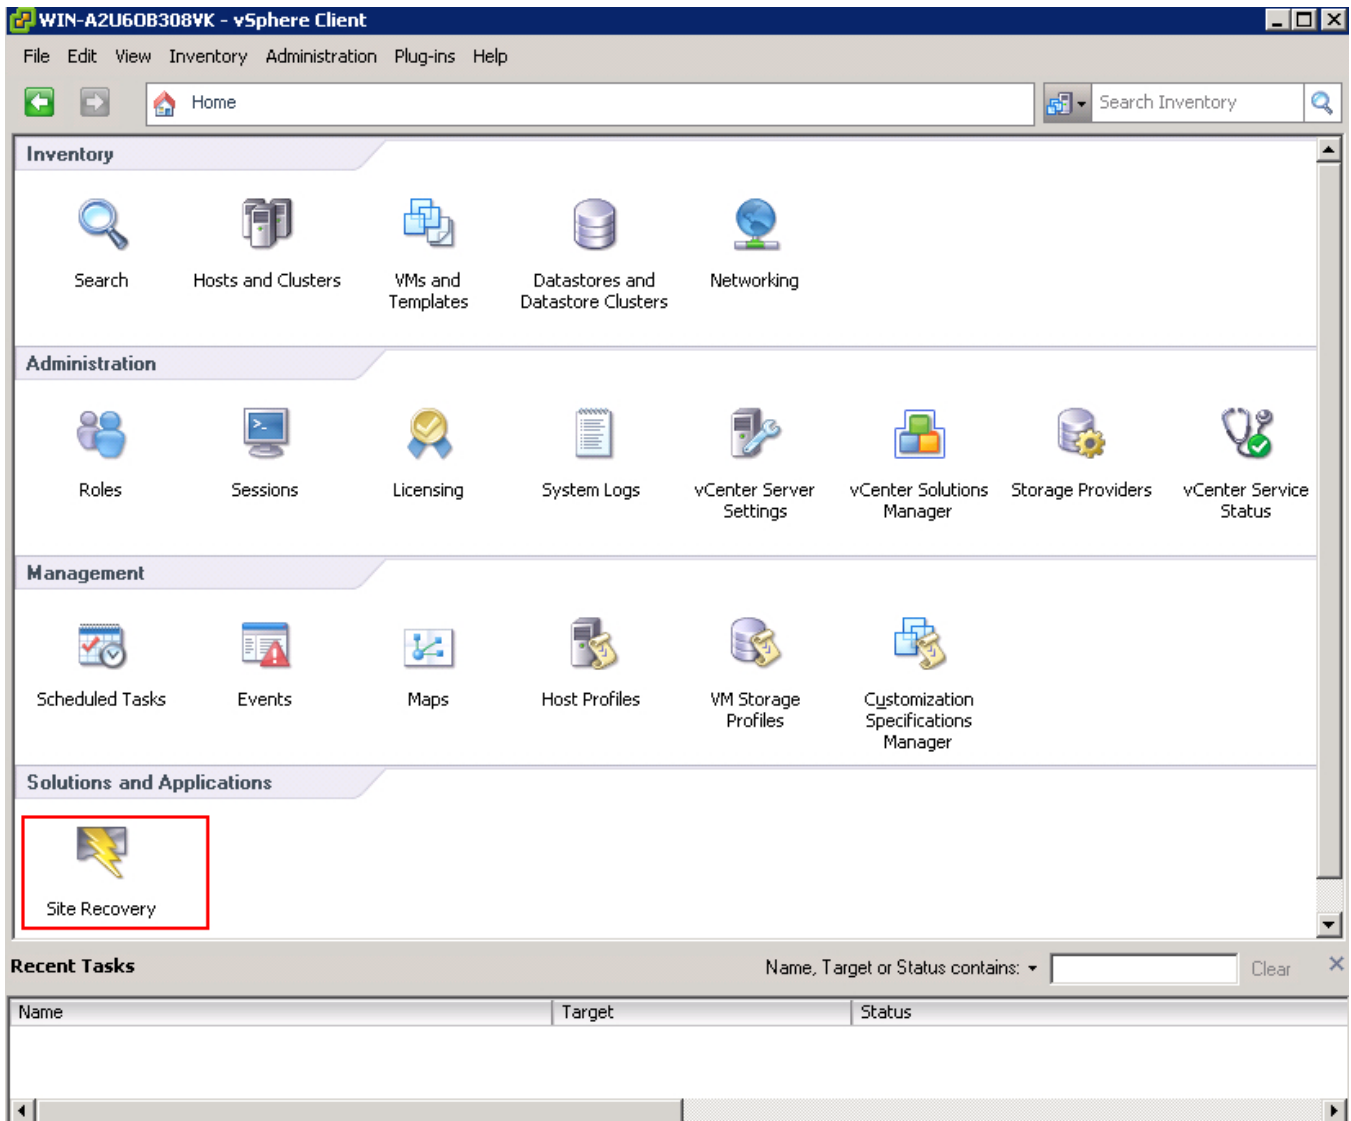 WIN-A2U6OB308VK - vSphere Client
File Edit View Inventory Administration Plug-ins Help
Home
Search Inventory
Inventory
Search
Hosts and Clusters
VMs and
Templates
Datastores and
Datastore Clusters
Networking
Administration
Roles
Sessions
Licensing
System Logs
vCenter Server
Settings
vCenter Solutions
Manager
Storage Providers
vCenter Service
Status
Management
Scheduled Tasks
Events
Maps
Host Profiles
VM Storage
Profiles
Customization
Specifications
Manager
Solutions and Applications
Site Recovery
Recent Tasks
Name, Target or Status contains:
Clear
Name
Target
Status